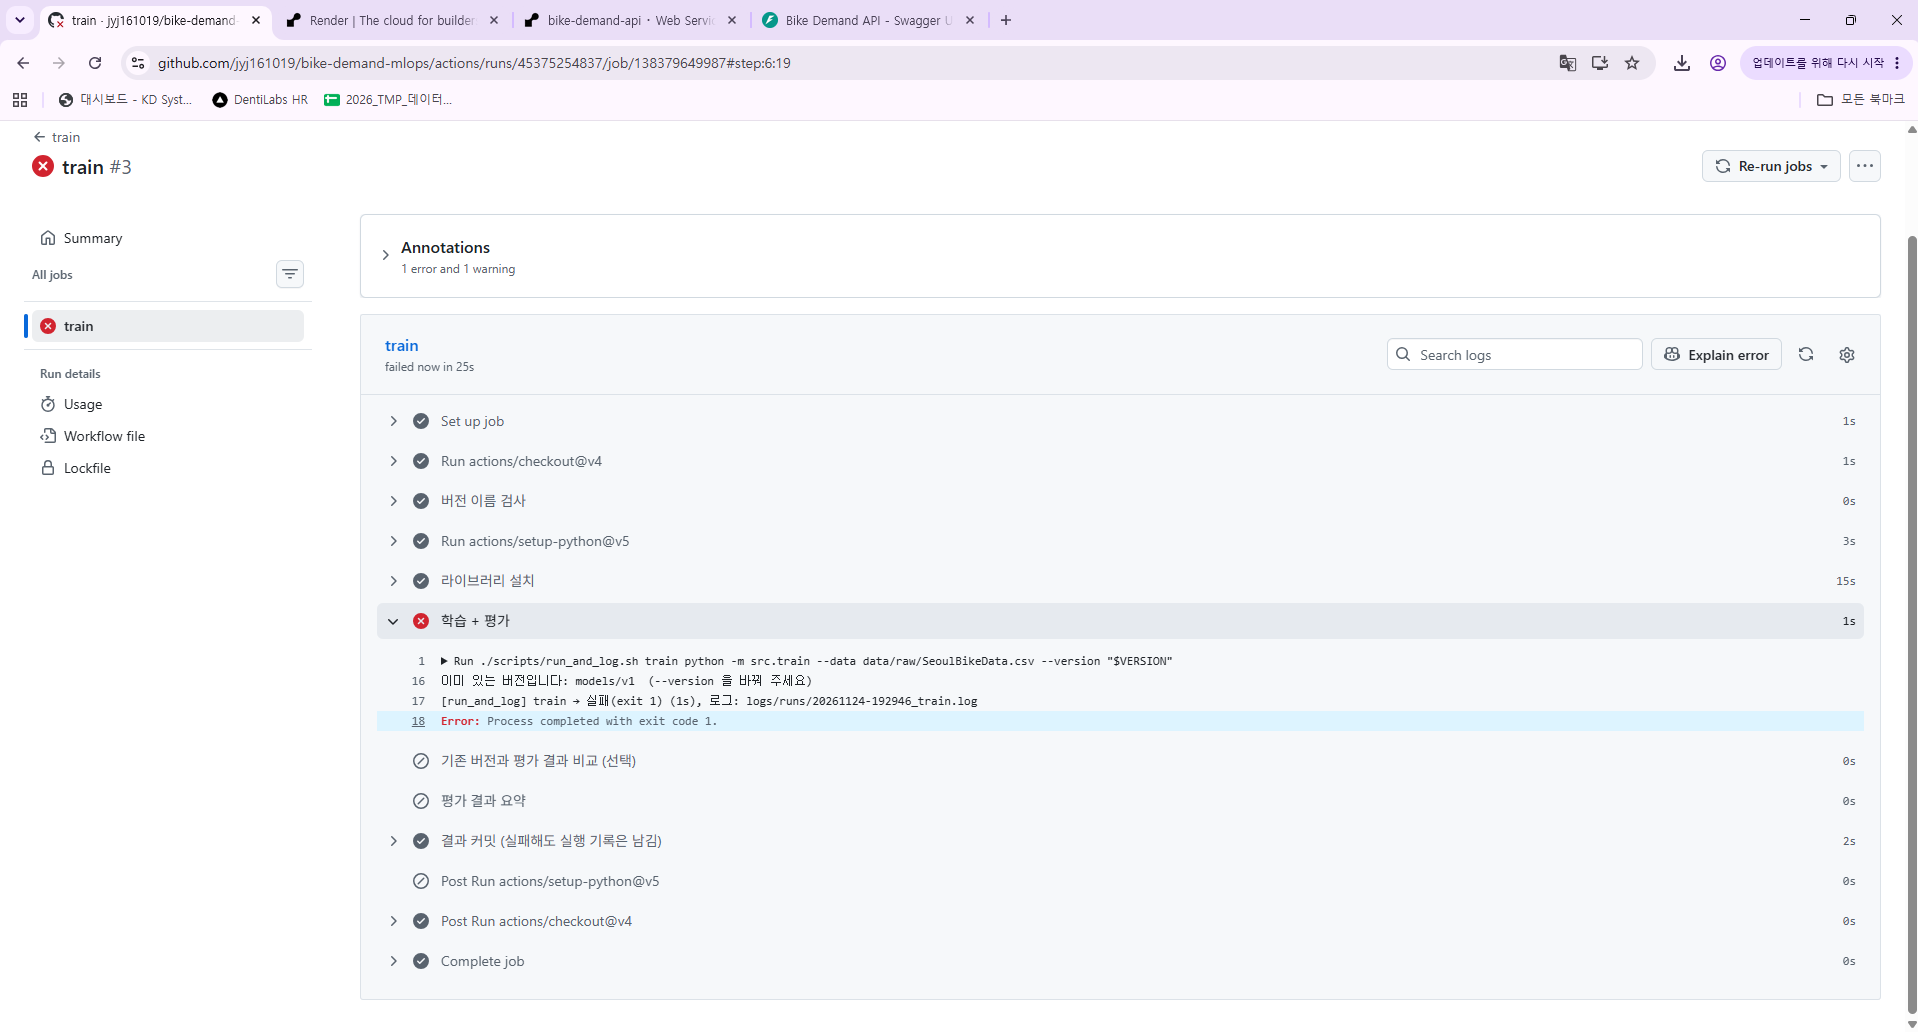 train · jyj161019/bike-demand-
Render | The cloud for builder
bike-demand-api · Web Servic
Bike Demand API - Swagger U
github.com/jyj161019/bike-demand-mlops/actions/runs/45375254837/job/138379649987#step:6:19
업데이트를 위해 다시 시작
대시보드 - KD Syst...
DentiLabs HR
2026_TMP_데이터...
모든 북마크
train
train #3
Re-run jobs
Summary
All jobs
train
Run details
Usage
Workflow file
Lockfile
Annotations
1 error and 1 warning
train
failed now in 25s
Search logs
Explain error
Set up job 1s
Run actions/checkout@v4 1s
버전 이름 검사 0s
Run actions/setup-python@v5 3s
라이브러리 설치 15s
학습 + 평가 1s
1 Run ./scripts/run_and_log.sh train python -m src.train --data data/raw/SeoulBikeData.csv --version "$VERSION"
16 이미 있는 버전입니다: models/v1 (--version 을 바꿔 주세요)
17 [run_and_log] train → 실패(exit 1) (1s), 로그: logs/runs/20261124-192946_train.log
18 Error: Process completed with exit code 1.
기존 버전과 평가 결과 비교 (선택) 0s
평가 결과 요약 0s
결과 커밋 (실패해도 실행 기록은 남김) 2s
Post Run actions/setup-python@v5 0s
Post Run actions/checkout@v4 0s
Complete job 0s